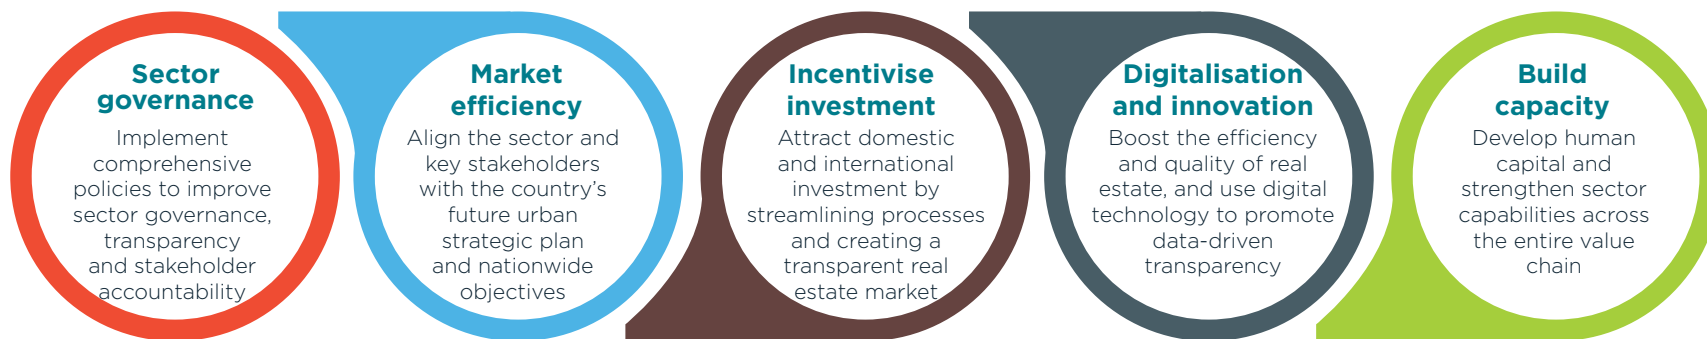 Sector
governance
Implement
comprehensive
policies to improve
sector governance,
transparency
and stakeholder
accountability
Market
efficiency
Align the sector and
key stakeholders
with the country’s
future urban
strategic plan
and nationwide
objectives
Incentivise
investment
Attract domestic
and international
investment by
streamlining processes
and creating a
transparent real
estate market
Digitalisation
and innovation
Boost the efficiency
and quality of real
estate, and use digital
technology to promote
data-driven
transparency
Build
capacity
Develop human
capital and
strengthen sector
capabilities across
the entire value
chain